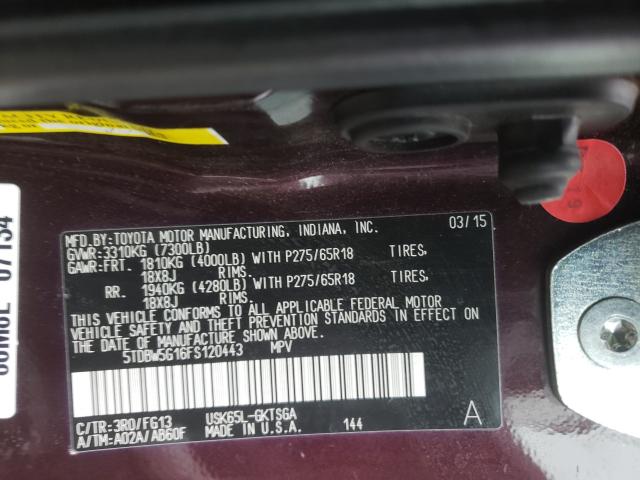 MFD.BY:TOYOTA MOTOR MANUFACTURING, INDIANA, INC. 03/15
GVWR:3310KG (7300LB)
GAWR:FRT. 1810KG (4000LB) WITH P275/65R18 TIRES,
18X8J RIMS.
RR. 1940KG (4280LB) WITH P275/65R18 TIRES,
18X8J RIMS.
THIS VEHICLE CONFORMS TO ALL APPLICABLE FEDERAL MOTOR
VEHICLE SAFETY AND THEFT PREVENTION STANDARDS IN EFFECT
ON THE DATE OF MANUFACTURE SHOWN ABOVE.
5TDBW5G16FS120443 MPV
C/TR:3R0/FG13 USK65L-GKTSGA
A/TM:A02A/AB60F MADE IN U.S.A. 144 A
19